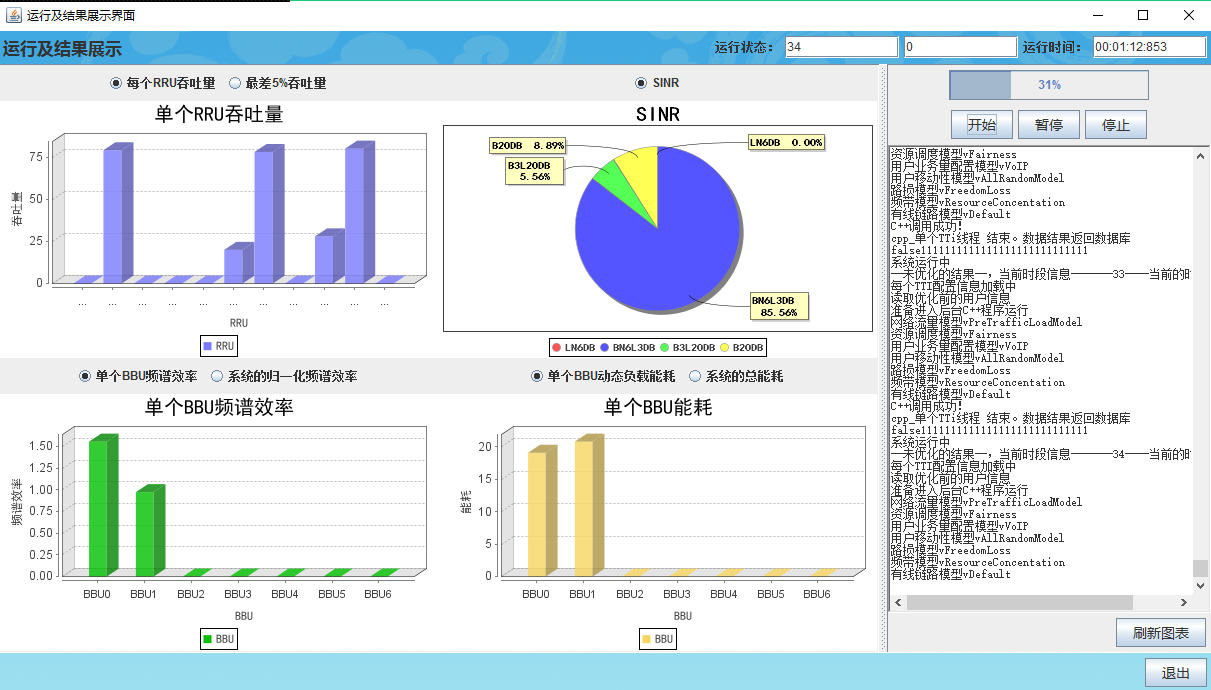 运行及结果展示界面
运行及结果展示
运行状态: 34 0 运行时间: 00:01:12:853
每个RRU吞吐量 最差5%吞吐量
单个RRU吞吐量
75
50
25
0
吞吐量
... ... ... ... ... ... ... ... ... ... ...
RRU
RRU
SINR
SINR
B20DB 8.89%
B3L20DB
5.56%
LN6DB 0.00%
BN6L3DB
85.56%
LN6DB BN6L3DB B3L20DB B20DB
单个BBU频谱效率 系统的归一化频谱效率
单个BBU频谱效率
1.50
1.25
1.00
0.75
0.50
0.25
0.00
频谱效率
BBU0 BBU1 BBU2 BBU3 BBU4 BBU5 BBU6
BBU
BBU
单个BBU动态负载能耗 系统的总能耗
单个BBU能耗
20
15
10
5
0
能耗
BBU0 BBU1 BBU2 BBU3 BBU4 BBU5 BBU6
BBU
BBU
31%
开始 暂停 停止
资源调度模型vFairness
用户业务量配置模型vVoIP
用户移动性模型vAllRandomModel
路损模型vFreedomLoss
频带模型vResourceConcentation
有线链路模型vDefault
C++调用成功!
cpp_单个TTi线程 结束。数据结果返回数据库
false1111111111111111111111111111
系统运行中
——未优化的结果—, 当前时段信息————33———当前的
每个TTI配置信息加载中
读取优化前的用户信息
准备进入后台C++程序运行
网络流里模型vPreTrafficLoadModel
资源调度模型vFairness
用户业务量配置模型vVoIP
用户移动性模型vAllRandomModel
路损模型vFreedomLoss
频带模型vResourceConcentation
有线链路模型vDefault
C++调用成功!
cpp_单个TTi线程 结束。数据结果返回数据库
false1111111111111111111111111111
系统运行中
——未优化的结果—, 当前时段信息————34———当前的
每个TTI配置信息加载中
读取优化前的用户信息
准备进入后台C++程序运行
网络流里模型vPreTrafficLoadModel
资源调度模型vFairness
用户业务量配置模型vVoIP
用户移动性模型vAllRandomModel
路损模型vFreedomLoss
频带模型vResourceConcentation
有线链路模型vDefault
刷新图表
退出